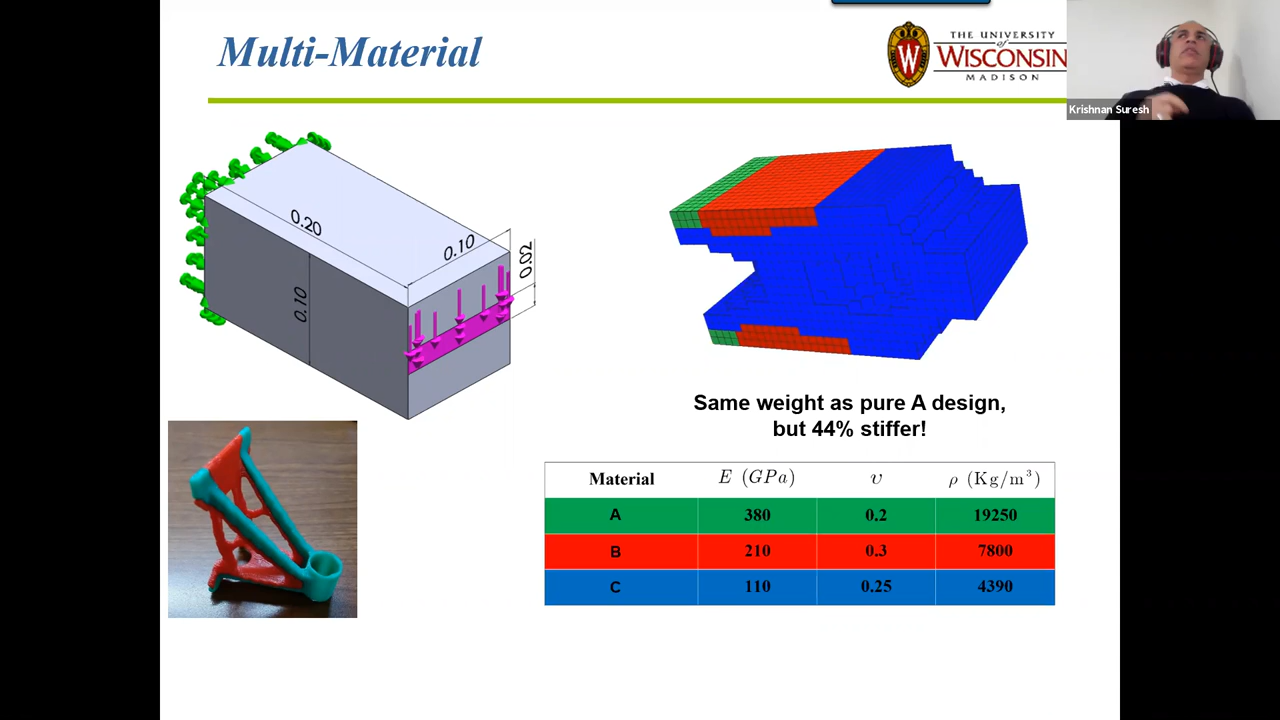 Multi-Material
THE UNIVERSITY
of
WISCONSIN
MADISON
Krishnan Suresh
0.20
0.10
0.02
0.10
Same weight as pure A design,
but 44% stiffer!
Material E (GPa) υ ρ (Kg/m³)
A 380 0.2 19250
B 210 0.3 7800
C 110 0.25 4390